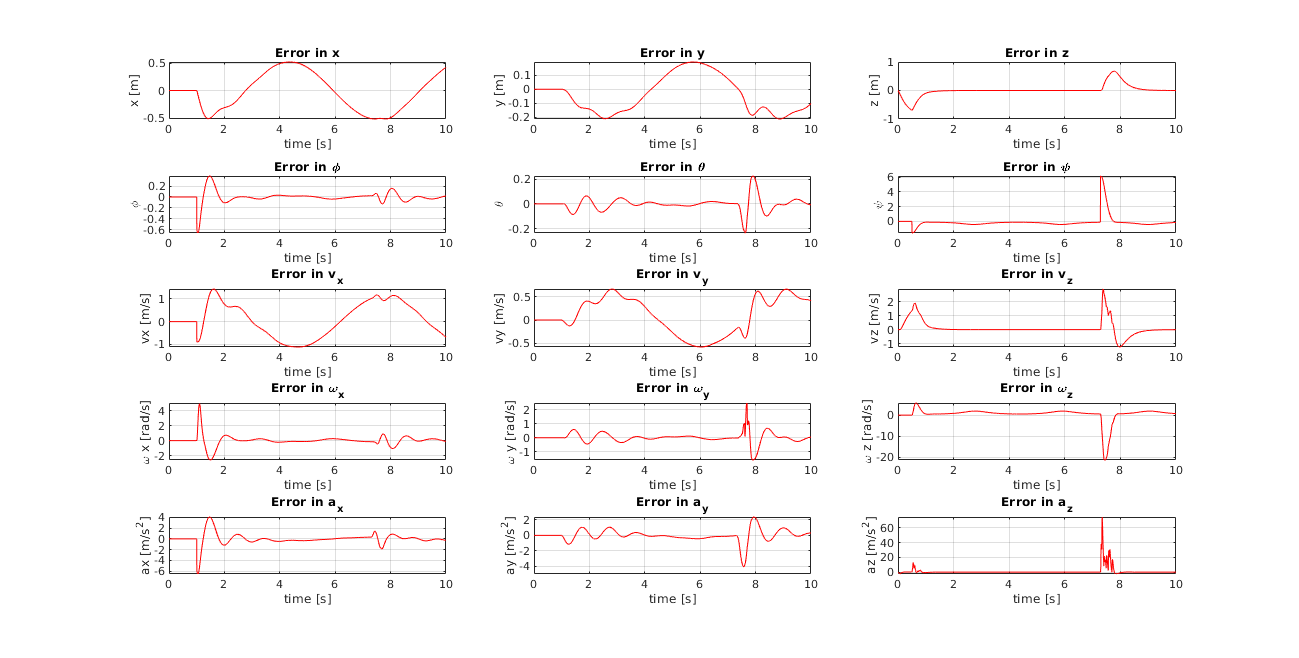 Error in x
x [m]
0.5
0
-0.5
0 2 4 6 8 10
time [s]
Error in y
y [m]
0.1
0
-0.1
-0.2
0 2 4 6 8 10
time [s]
Error in z
z [m]
1
0
-1
0 2 4 6 8 10
time [s]
Error in ϕ
ϕ
0.2
0
-0.2
-0.4
-0.6
0 2 4 6 8 10
time [s]
Error in θ
θ
0.2
0
-0.2
0 2 4 6 8 10
time [s]
Error in ψ
ψ
6
4
2
0
0 2 4 6 8 10
time [s]
Error in v_x
vx [m/s]
1
0
-1
0 2 4 6 8 10
time [s]
Error in v_y
vy [m/s]
0.5
0
-0.5
0 2 4 6 8 10
time [s]
Error in v_z
vz [m/s]
2
1
0
-1
0 2 4 6 8 10
time [s]
Error in ω_x
ω x [rad/s]
4
2
0
-2
0 2 4 6 8 10
time [s]
Error in ω_y
ω y [rad/s]
2
1
0
-1
0 2 4 6 8 10
time [s]
Error in ω_z
ω z [rad/s]
0
-10
-20
0 2 4 6 8 10
time [s]
Error in a_x
ax [m/s²]
4
2
0
-2
-4
-6
0 2 4 6 8 10
time [s]
Error in a_y
ay [m/s²]
2
0
-2
-4
0 2 4 6 8 10
time [s]
Error in a_z
az [m/s²]
60
40
20
0
0 2 4 6 8 10
time [s]